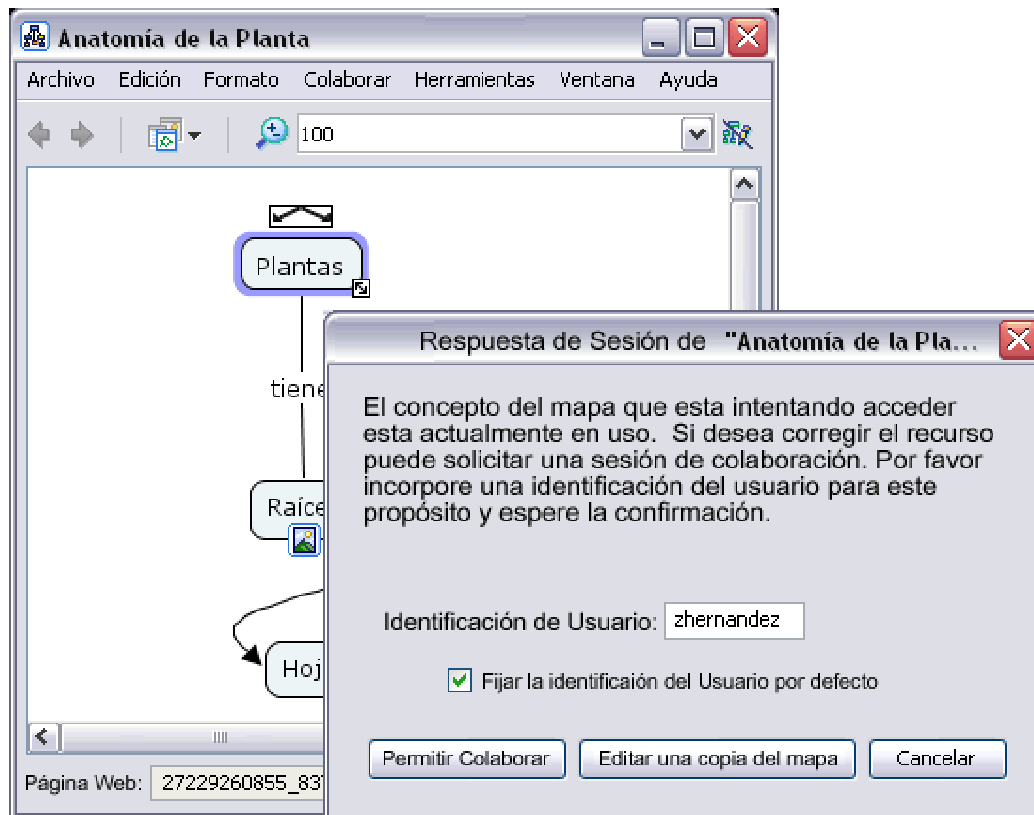 Anatomía de la Planta
Archivo Edición Formato Colaborar Herramientas Ventana Ayuda
100
Plantas
tiene
Raíce
Hoj
Página Web: 27229260855_837
Respuesta de Sesión de "Anatomía de la Pla...
El concepto del mapa que esta intentando acceder
esta actualmente en uso. Si desea corregir el recurso
puede solicitar una sesión de colaboración. Por favor
incorpore una identificación del usuario para este
propósito y espere la confirmación.
Identificación de Usuario: zhernandez
Fijar la identificaión del Usuario por defecto
Permitir Colaborar Editar una copia del mapa Cancelar